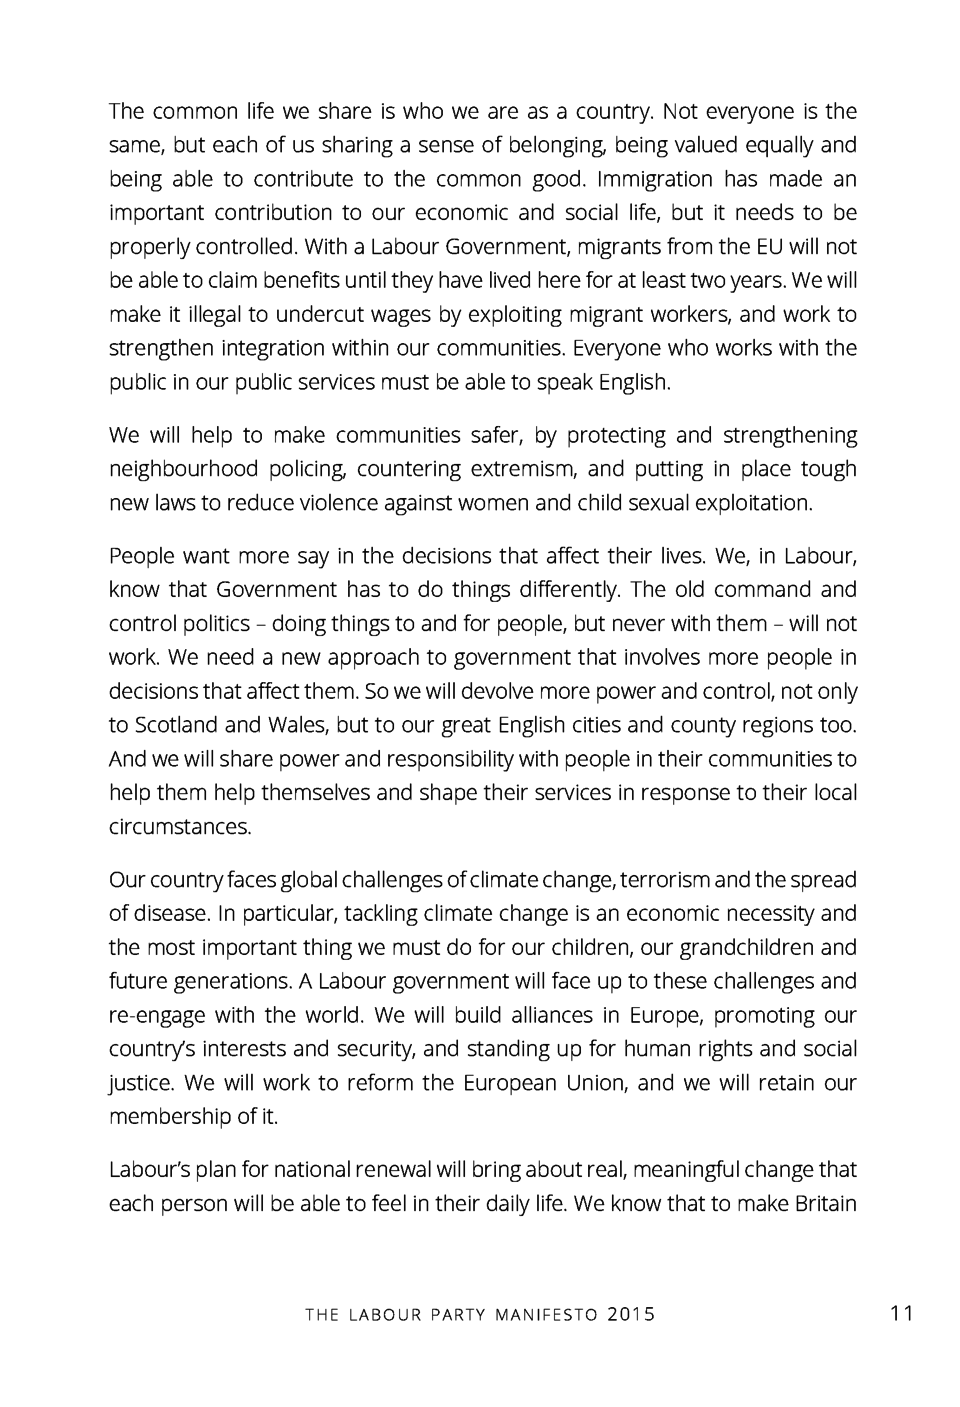 The common life we share is who we are as a country. Not everyone is the
same, but each of us sharing a sense of belonging, being valued equally and
being able to contribute to the common good. Immigration has made an
important contribution to our economic and social life, but it needs to be
properly controlled. With a Labour Government, migrants from the EU will not
be able to claim benefits until they have lived here for at least two years. We will
make it illegal to undercut wages by exploiting migrant workers, and work to
strengthen integration within our communities. Everyone who works with the
public in our public services must be able to speak English.
We will help to make communities safer, by protecting and strengthening
neighbourhood policing, countering extremism, and putting in place tough
new laws to reduce violence against women and child sexual exploitation.
People want more say in the decisions that affect their lives. We, in Labour,
know that Government has to do things differently. The old command and
control politics – doing things to and for people, but never with them – will not
work. We need a new approach to government that involves more people in
decisions that affect them. So we will devolve more power and control, not only
to Scotland and Wales, but to our great English cities and county regions too.
And we will share power and responsibility with people in their communities to
help them help themselves and shape their services in response to their local
circumstances.
Our country faces global challenges of climate change, terrorism and the spread
of disease. In particular, tackling climate change is an economic necessity and
the most important thing we must do for our children, our grandchildren and
future generations. A Labour government will face up to these challenges and
re-engage with the world. We will build alliances in Europe, promoting our
country’s interests and security, and standing up for human rights and social
justice. We will work to reform the European Union, and we will retain our
membership of it.
Labour’s plan for national renewal will bring about real, meaningful change that
each person will be able to feel in their daily life. We know that to make Britain
THE LABOUR PARTY MANIFESTO 2015
11